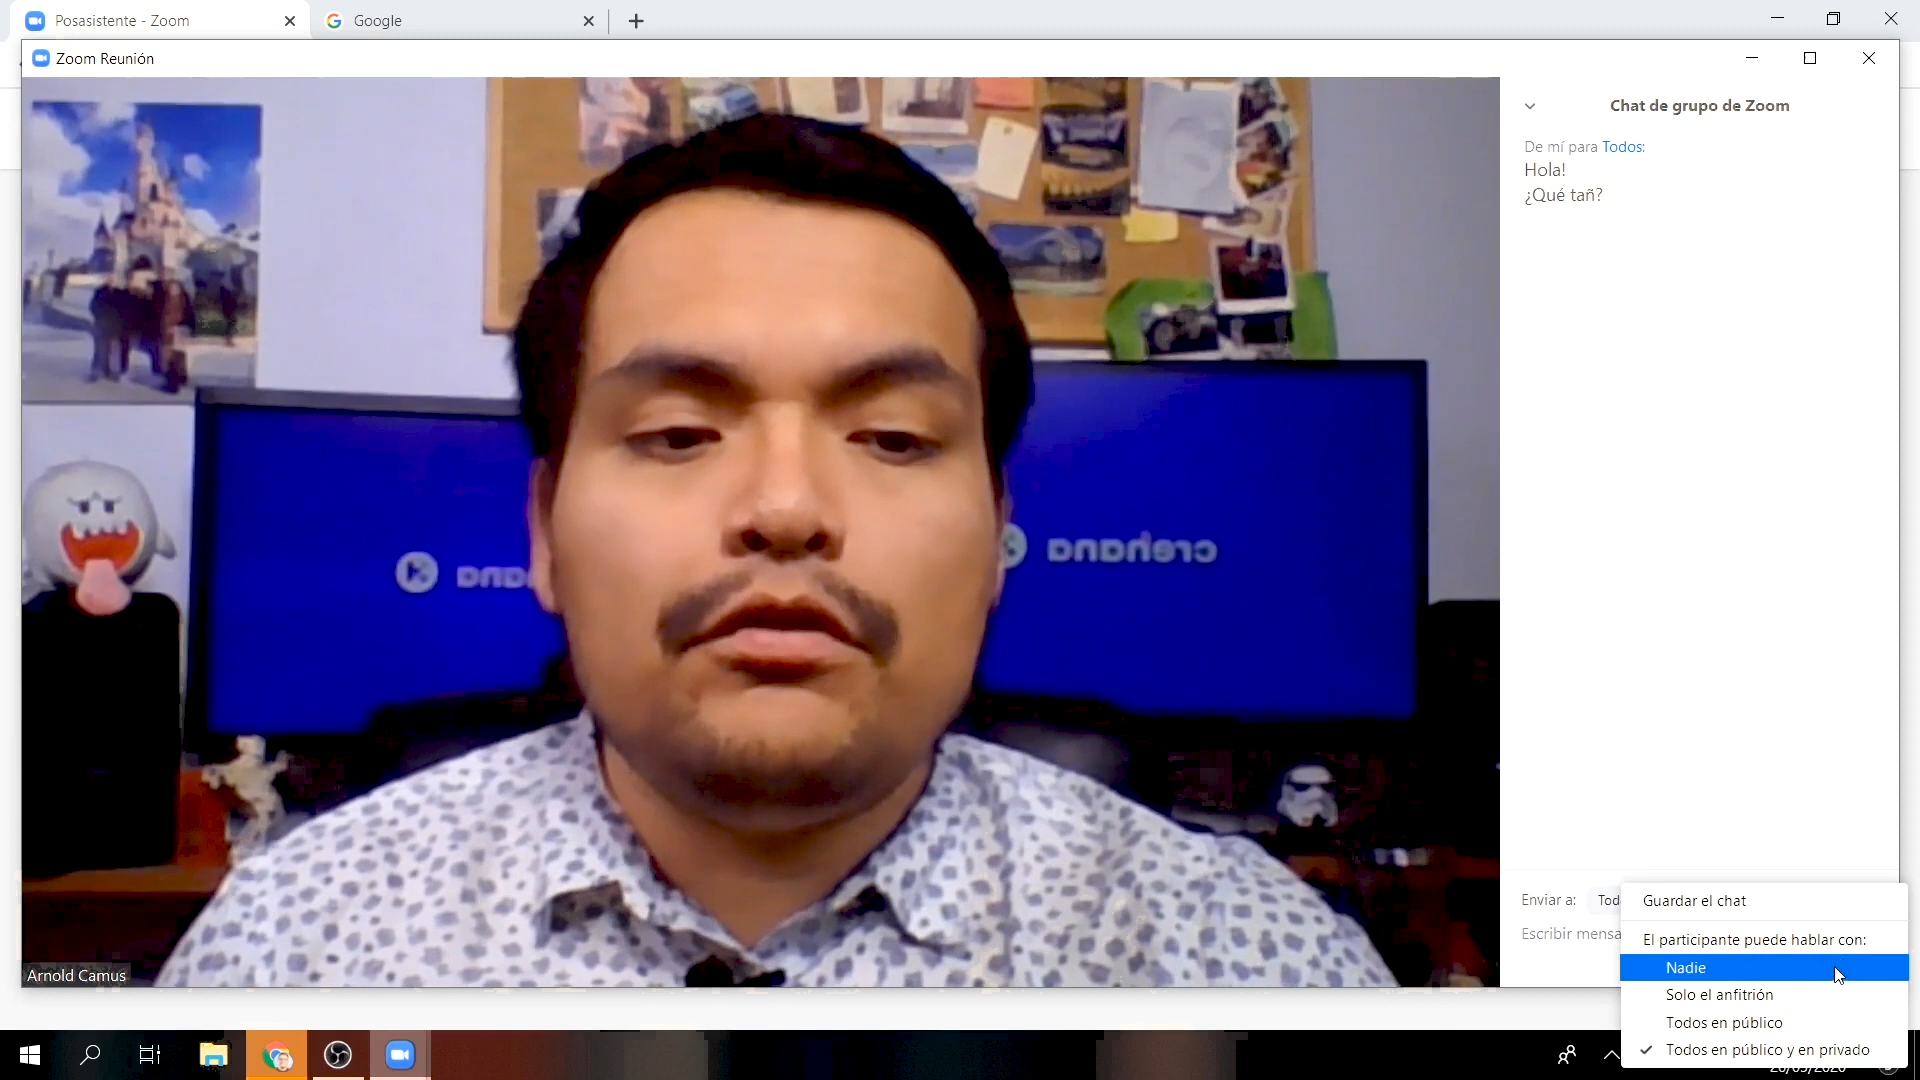 Posasistente - Zoom
Google
Zoom Reunión
Chat de grupo de Zoom
De mí para Todos:
Hola!
¿Qué tañ?
crehana
Arnold Camus
Enviar a:
Escribir
Guardar el chat
El participante puede hablar con:
Nadie
Solo el anfitrión
Todos en público
Todos en público y en privado